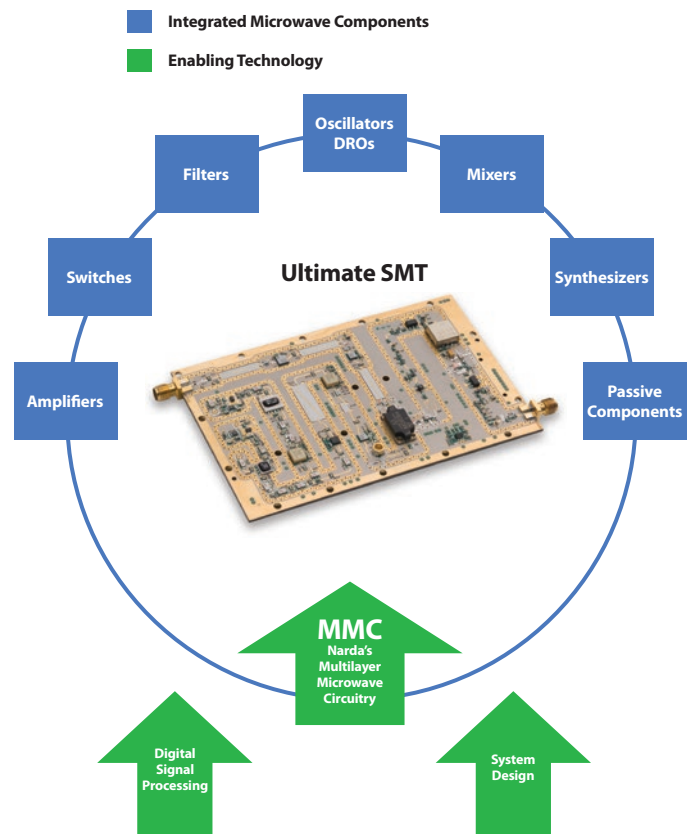 Integrated Microwave Components
Enabling Technology
Oscillators
DROs
Filters
Mixers
Switches
Ultimate SMT
Synthesizers
Amplifiers
Passive
Components
MMC
Narda's
Multilayer
Microwave
Circuitry
Digital
Signal
Processing
System
Design